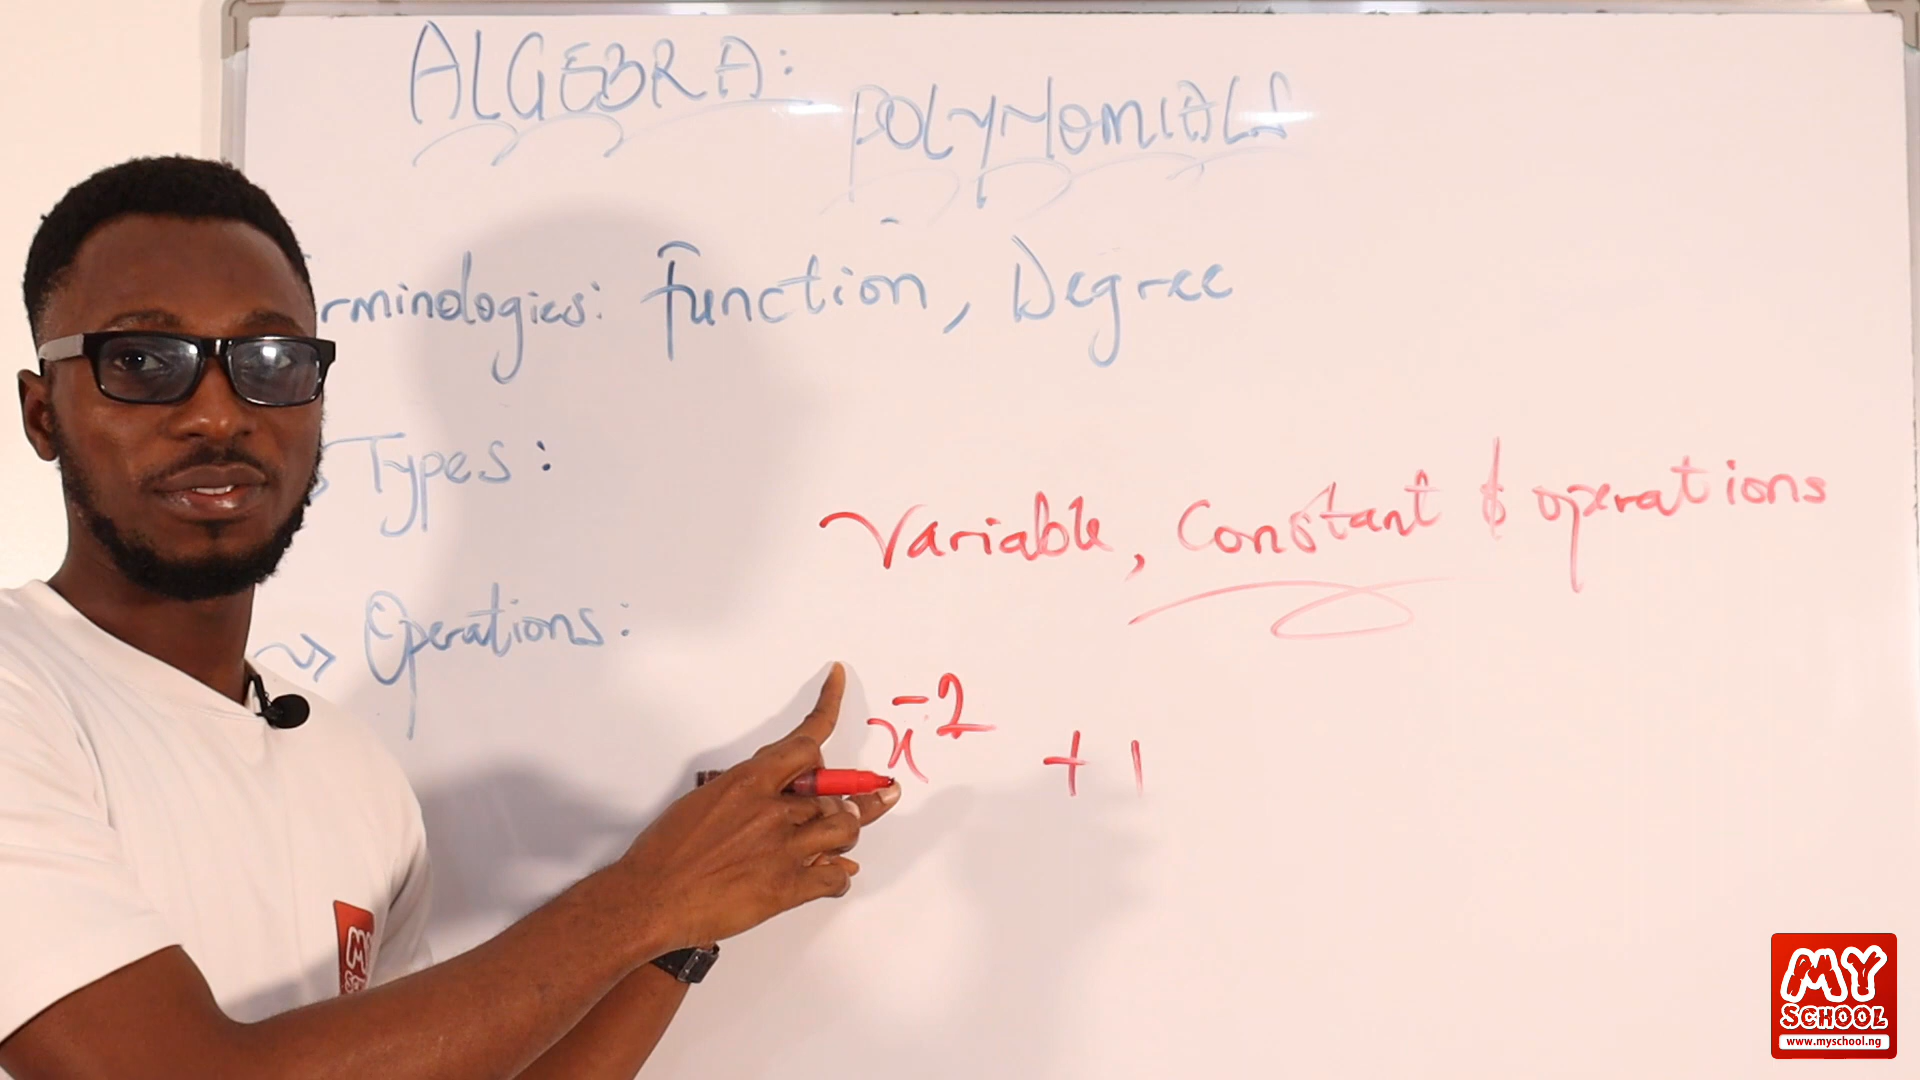 ALGEBRA:
POLYNOMIALS
rminologies: Function, Degree
Types:
Variable, Constant & operations
Operations:
x⁻² + 1
MY
SCHOOL
www.myschool.ng